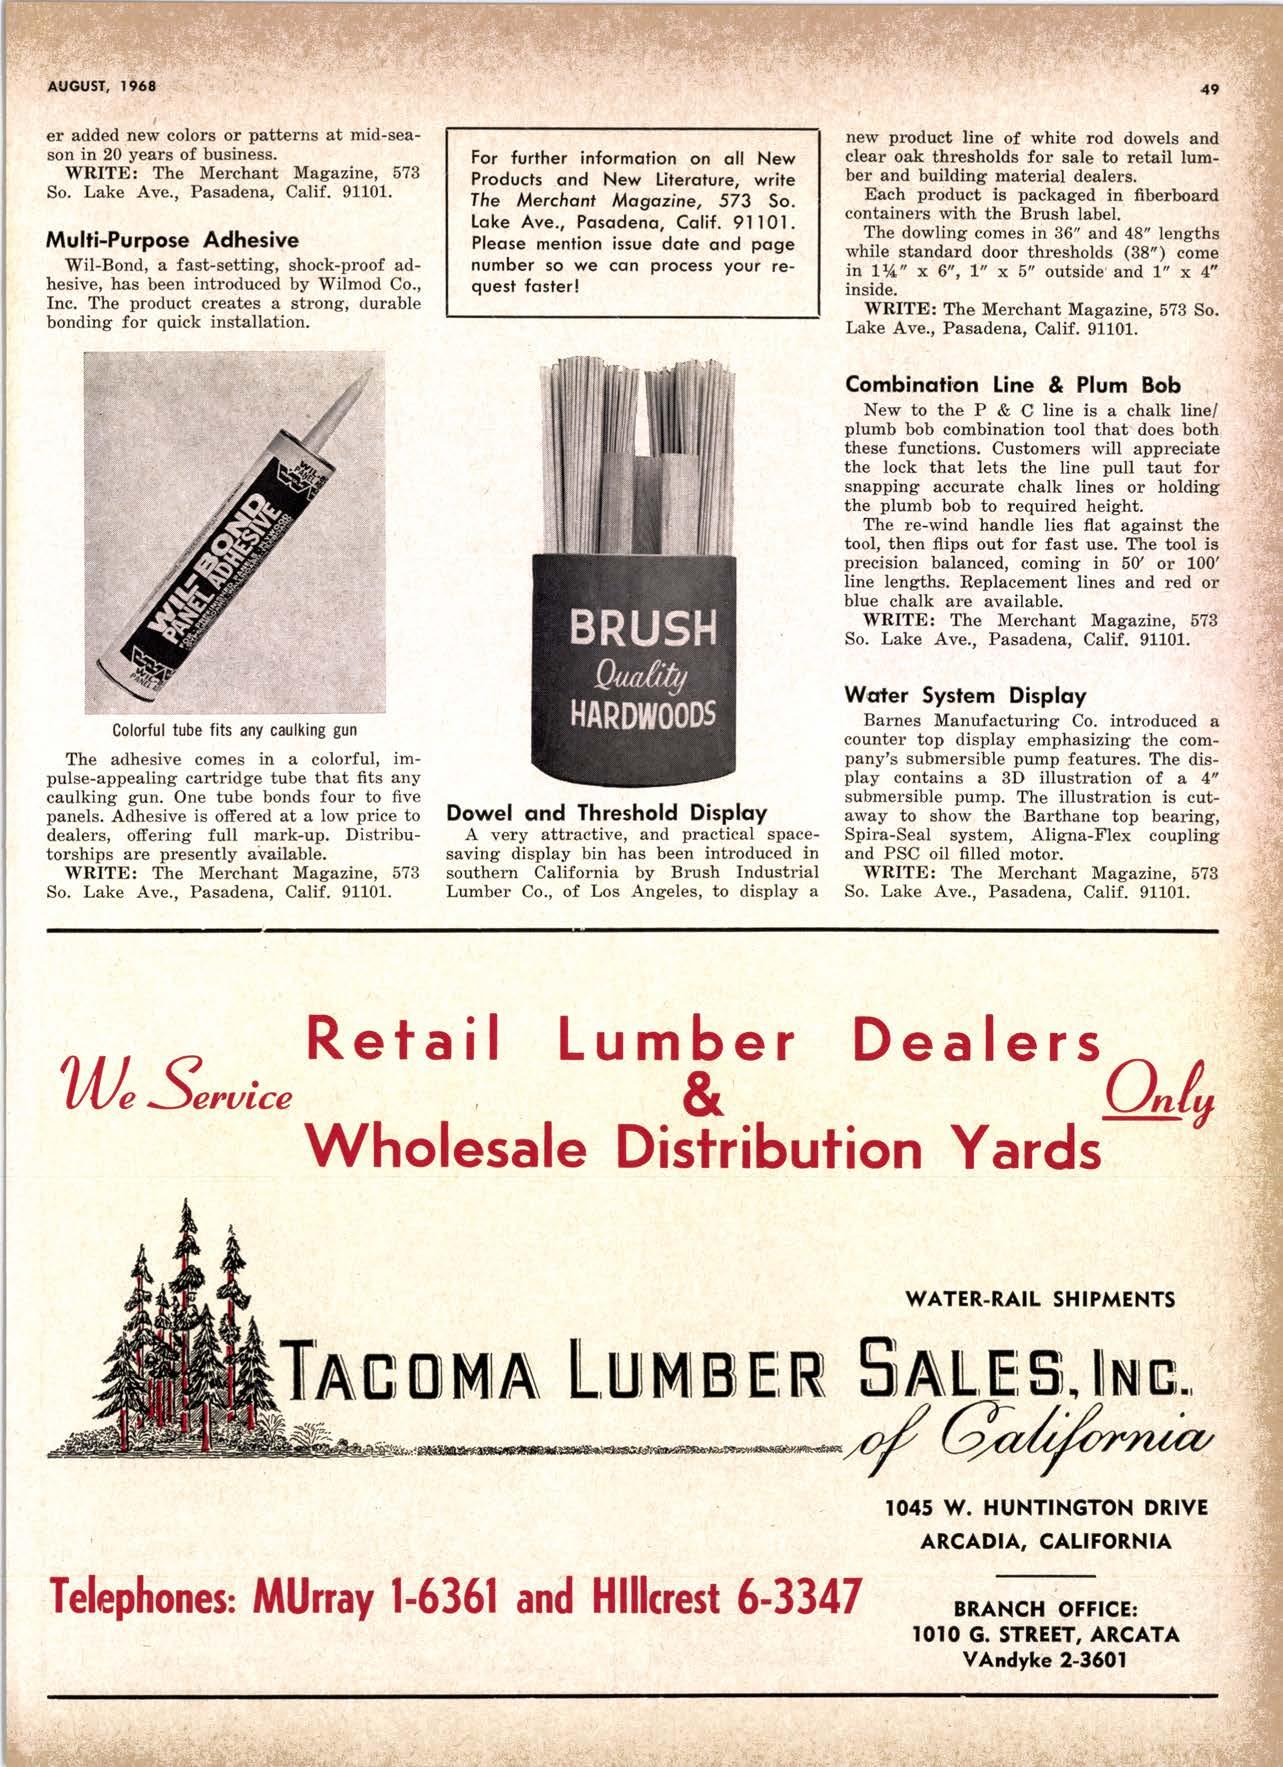 AUGUST, 1968
49
er added new colors or patterns at mid-sea-
son in 20 years of business.
WRITE: The Merchant Magazine, 573
So. Lake Ave., Pasadena, Calif. 91101.
Multi-Purpose Adhesive
Wil-Bond, a fast-setting, shock-proof ad-
hesive, has been introduced by Wilmod Co.,
Inc. The product creates a strong, durable
bonding for quick installation.
WIL-BOND
PANEL ADHESIVE
Colorful tube fits any caulking gun
The adhesive comes in a colorful, im-
pulse-appealing cartridge tube that fits any
caulking gun. One tube bonds four to five
panels. Adhesive is offered at a low price to
dealers, offering full mark-up. Distribu-
torships are presently available.
WRITE: The Merchant Magazine, 573
So. Lake Ave., Pasadena, Calif. 91101.
For further information on all New
Products and New Literature, write
The Merchant Magazine, 573 So.
Lake Ave., Pasadena, Calif. 91101.
Please mention issue date and page
number so we can process your re-
quest faster!
BRUSH
Quality
HARDWOODS
Dowel and Threshold Display
A very attractive, and practical space-
saving display bin has been introduced in
southern California by Brush Industrial
Lumber Co., of Los Angeles, to display a
new product line of white rod dowels and
clear oak thresholds for sale to retail lum-
ber and building material dealers.
Each product is packaged in fiberboard
containers with the Brush label.
The dowling comes in 36" and 48" lengths
while standard door thresholds (38") come
in 1¼" x 6", 1" x 5" outside and 1" x 4"
inside.
WRITE: The Merchant Magazine, 573 So.
Lake Ave., Pasadena, Calif. 91101.
Combination Line & Plum Bob
New to the P & C line is a chalk line/
plumb bob combination tool that does both
these functions. Customers will appreciate
the lock that lets the line pull taut for
snapping accurate chalk lines or holding
the plumb bob to required height.
The re-wind handle lies flat against the
tool, then flips out for fast use. The tool is
precision balanced, coming in 50' or 100'
line lengths. Replacement lines and red or
blue chalk are available.
WRITE: The Merchant Magazine, 573
So. Lake Ave., Pasadena, Calif. 91101.
Water System Display
Barnes Manufacturing Co. introduced a
counter top display emphasizing the com-
pany's submersible pump features. The dis-
play contains a 3D illustration of a 4"
submersible pump. The illustration is cut-
away to show the Barthane top bearing,
Spira-Seal system, Aligna-Flex coupling
and PSC oil filled motor.
WRITE: The Merchant Magazine, 573
So. Lake Ave., Pasadena, Calif. 91101.
We Service
Retail Lumber Dealers
&
Wholesale Distribution Yards
Only
WATER-RAIL SHIPMENTS
TACOMA LUMBER SALES, INC.,
of California
1045 W. HUNTINGTON DRIVE
ARCADIA, CALIFORNIA
Telephones: MUrray 1-6361 and HIllcrest 6-3347
BRANCH OFFICE:
1010 G. STREET, ARCATA
VAndyke 2-3601